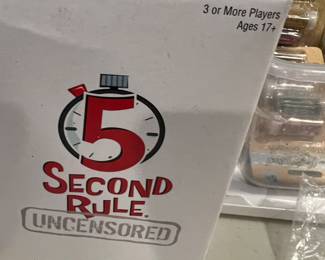 3 or More Players
Ages 17+
5
SECOND
RULE.
UNCENSORED